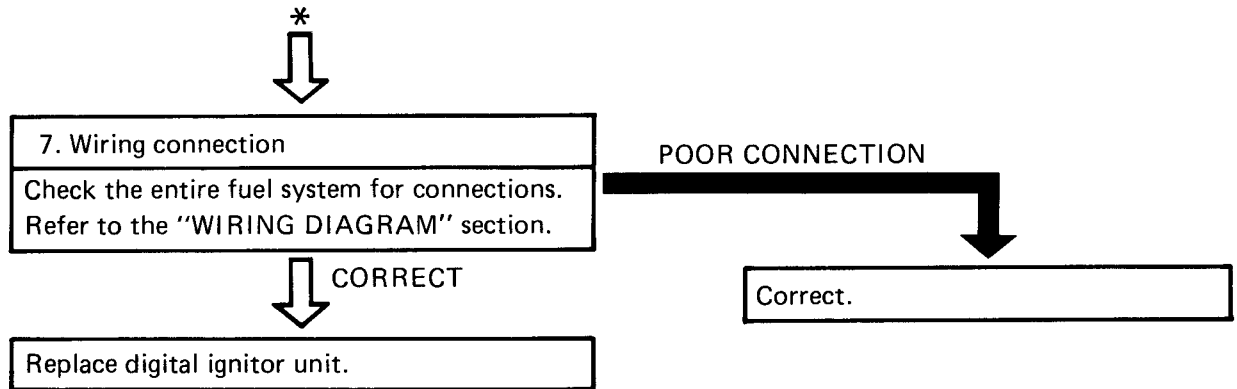 *
7. Wiring connection
Check the entire fuel system for connections.
Refer to the "WIRING DIAGRAM" section.
POOR CONNECTION
CORRECT
Correct.
Replace digital ignitor unit.